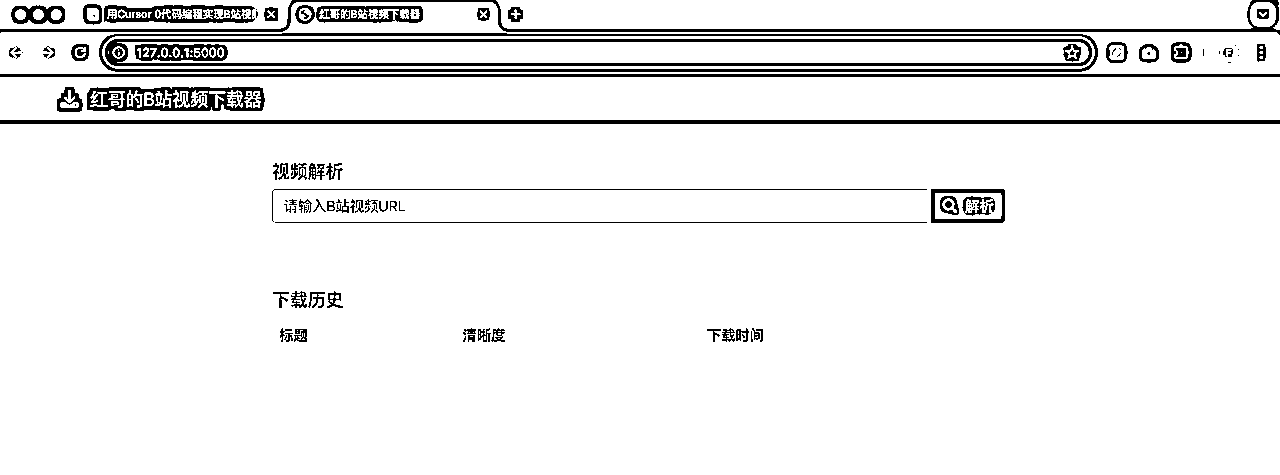 用Cursor 0代码编程实现B站视频
红哥的B站视频下载器
127.0.0.1:5000
红哥的B站视频下载器
视频解析
请输入B站视频URL
解析
下载历史
标题 清晰度 下载时间